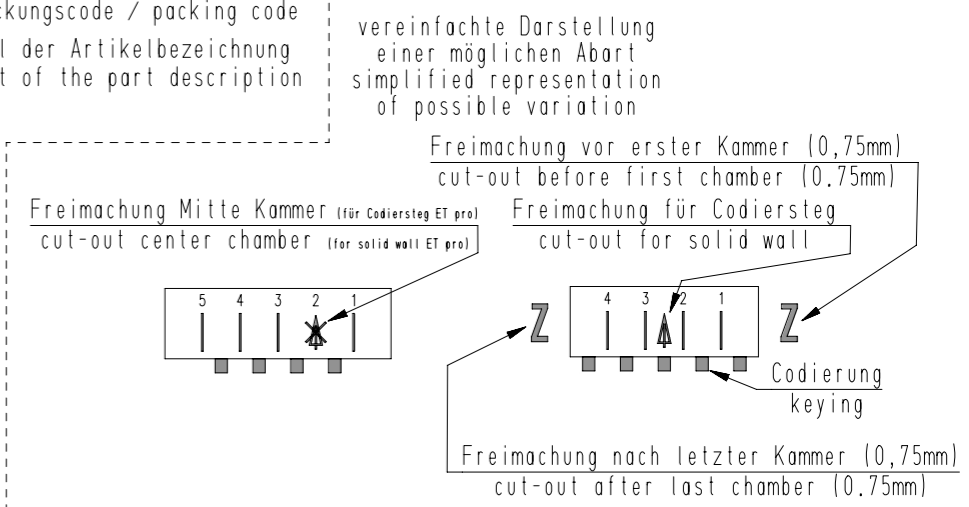 / packing code
der Artikelbezeichnung
of the part description
vereinfachte Darstellung
einer möglichen Abart
simplified representation
of possible variation
Freimachung vor erster Kammer (0,75mm)
cut-out before first chamber (0.75mm)
Freimachung Mitte Kammer (für Codiersteg ET pro)
cut-out center chamber (for solid wall ET pro)
Freimachung für Codiersteg
cut-out for solid wall
5 4 3 2 1
Z 4 3 2 1 Z
Codierung
keying
Freimachung nach letzter Kammer (0,75mm)
cut-out after last chamber (0.75mm)